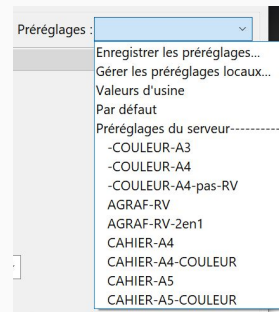 Préréglages :
Enregistrer les préréglages...
Gérer les préréglages locaux...
Valeurs d'usine
Par défaut
Préréglages du serveur----------
-COULEUR-A3
-COULEUR-A4
-COULEUR-A4-pas-RV
AGRAF-RV
AGRAF-RV-2en1
CAHIER-A4
CAHIER-A4-COULEUR
CAHIER-A5
CAHIER-A5-COULEUR